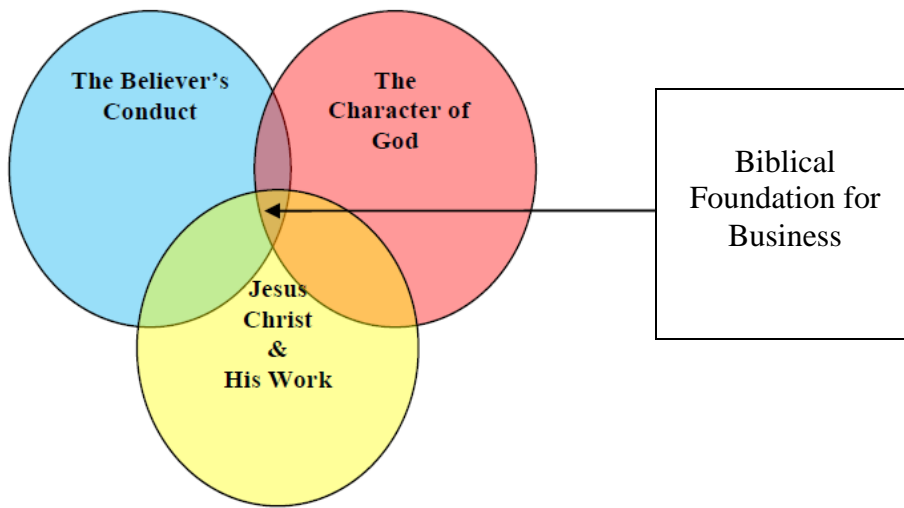 The Believer’s
Conduct
The
Character of
God
Jesus
Christ
&
His Work
Biblical
Foundation for
Business